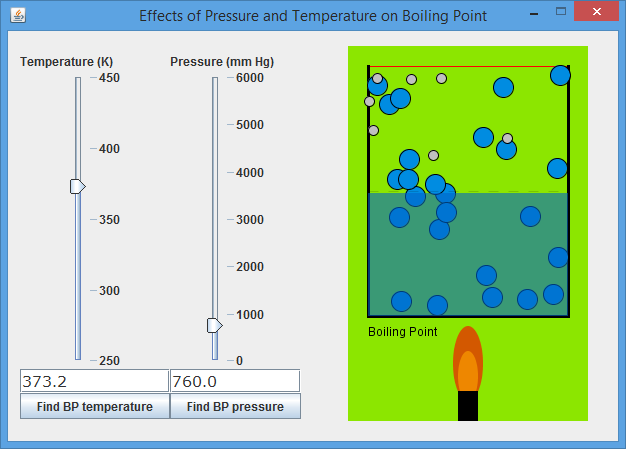 Effects of Pressure and Temperature on Boiling Point
Temperature (K)
450
400
350
300
250
373.2
Find BP temperature
Pressure (mm Hg)
6000
5000
4000
3000
2000
1000
0
760.0
Find BP pressure
Boiling Point